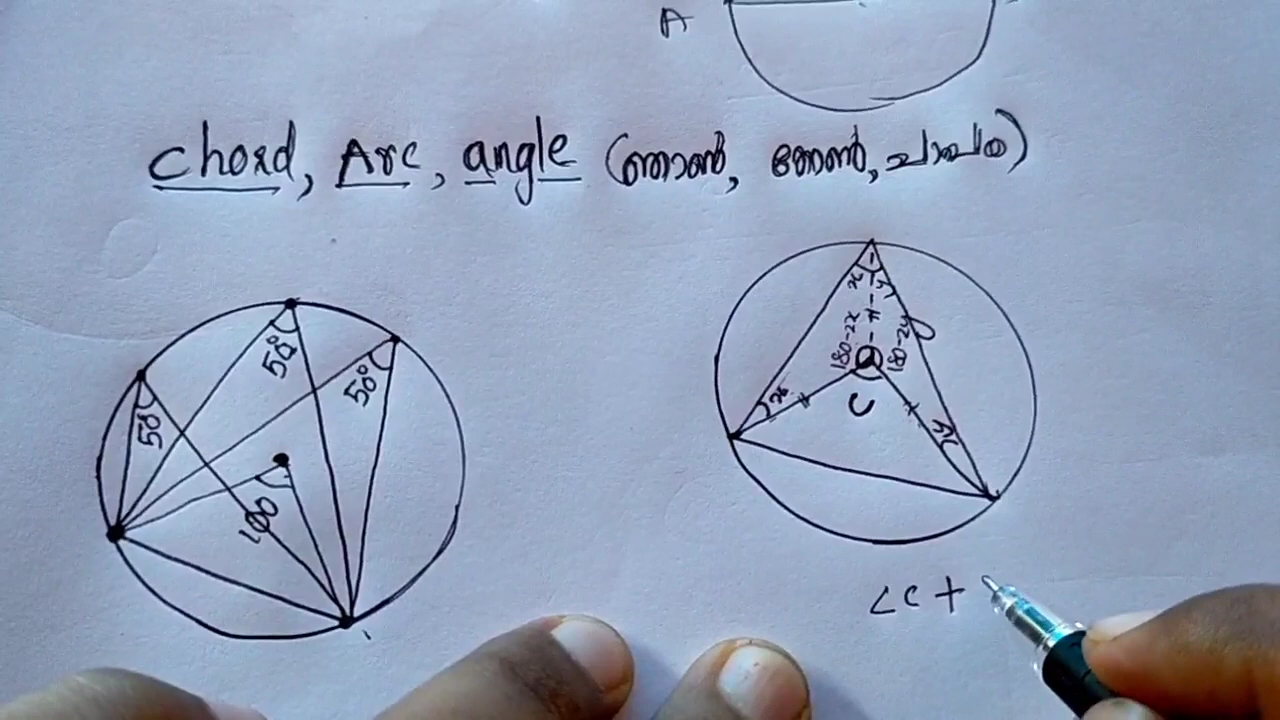 A
chord, Arc, angle (ഞാൺ, കോൺ, ചാപം)
50°
50°
50°
100
x y
180-2x 180-2y
x
C
y
<C +